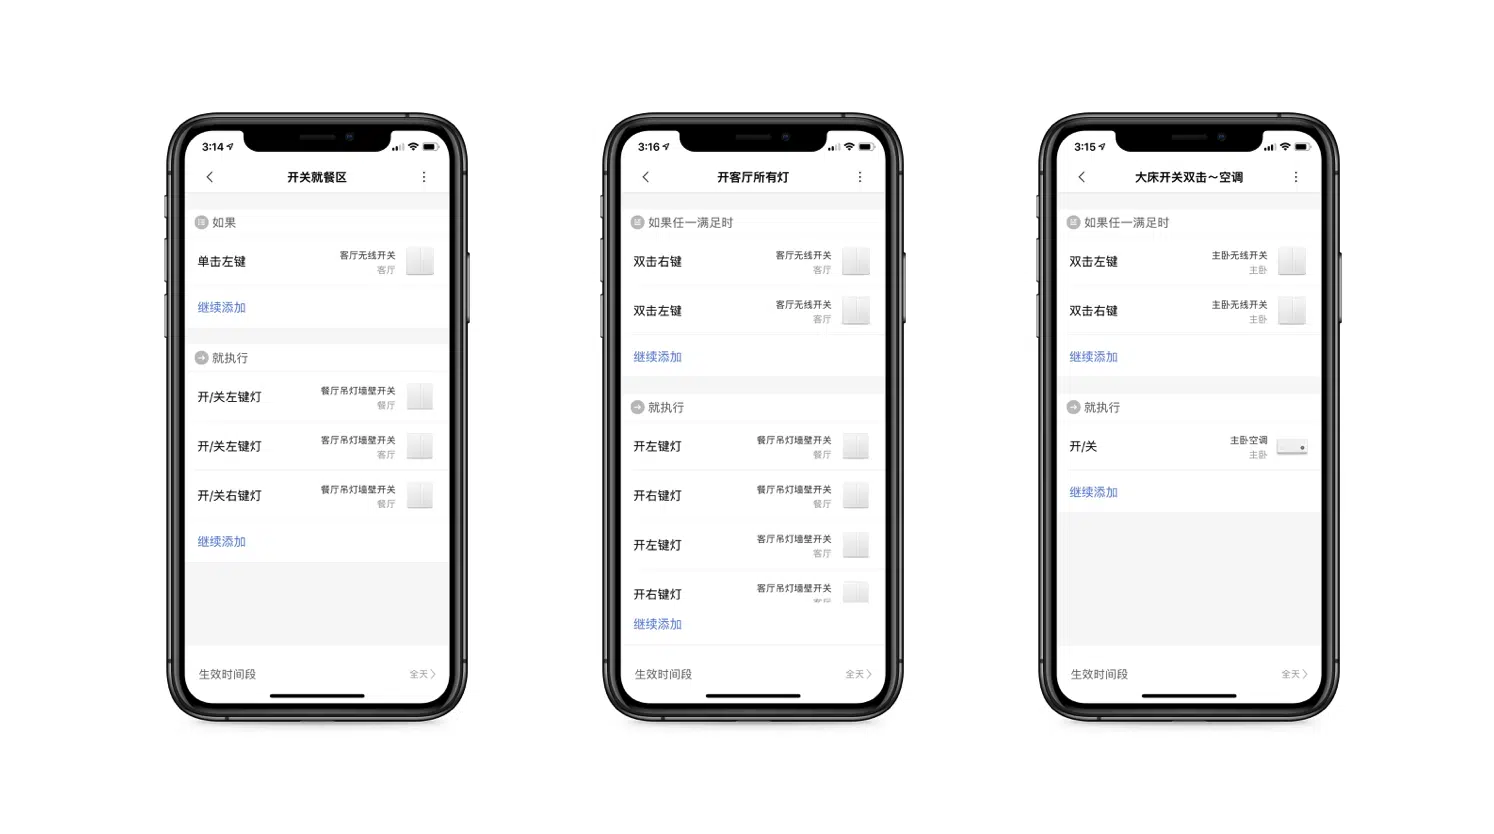 3:14
开关就餐区
如果
单击左键
客厅无线开关
客厅
继续添加
就执行
开/关左键灯
餐厅吊灯墙壁开关
餐厅
开/关左键灯
客厅吊灯墙壁开关
客厅
开/关右键灯
餐厅吊灯墙壁开关
餐厅
继续添加
生效时间段
全天
3:16
开客厅所有灯
如果任一满足时
双击右键
客厅无线开关
客厅
双击左键
客厅无线开关
客厅
继续添加
就执行
开左键灯
餐厅吊灯墙壁开关
餐厅
开右键灯
餐厅吊灯墙壁开关
餐厅
开左键灯
客厅吊灯墙壁开关
客厅
开右键灯
客厅吊灯墙壁开关
继续添加
生效时间段
全天
3:15
大床开关双击～空调
如果任一满足时
双击左键
主卧无线开关
主卧
双击右键
主卧无线开关
主卧
继续添加
就执行
开/关
主卧空调
主卧
继续添加
生效时间段
全天